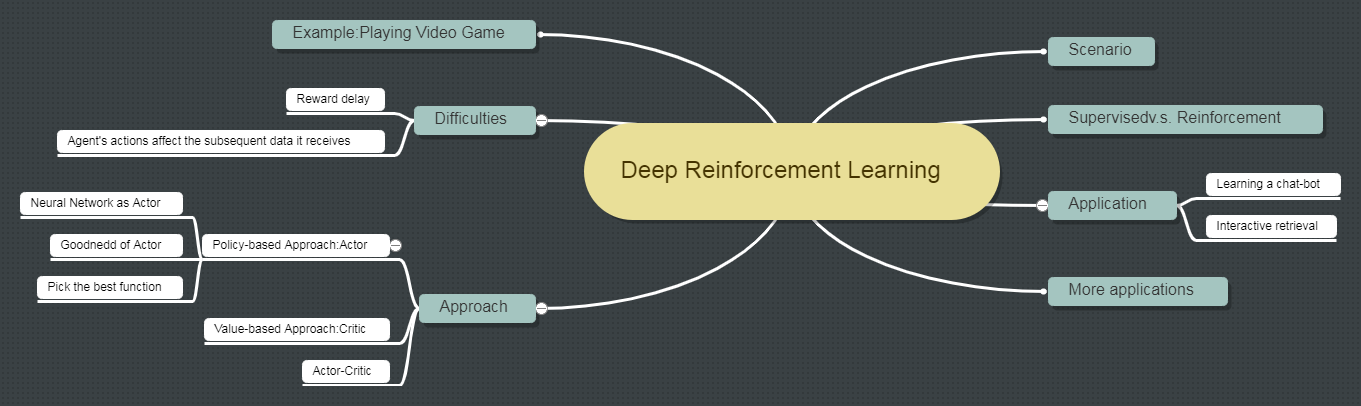 Deep Reinforcement Learning
Scenario
Supervisedv.s. Reinforcement
Application
Learning a chat-bot
Interactive retrieval
More applications
Example:Playing Video Game
Difficulties
Reward delay
Agent's actions affect the subsequent data it receives
Approach
Policy-based Approach:Actor
Neural Network as Actor
Goodnedd of Actor
Pick the best function
Value-based Approach:Critic
Actor-Critic